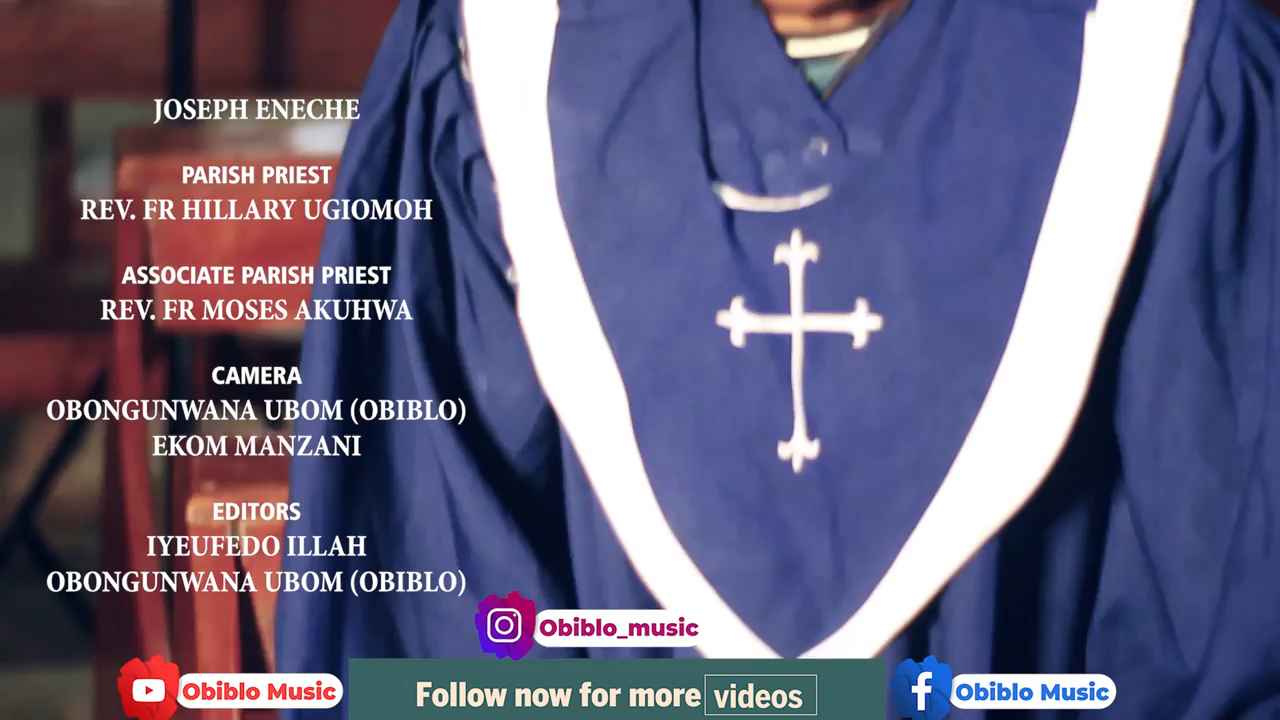 JOSEPH ENECHE
PARISH PRIEST
REV. FR HILLARY UGIOMOH
ASSOCIATE PARISH PRIEST
REV. FR MOSES AKUHWA
CAMERA
OBONGUNWANA UBOM (OBIBLO)
EKOM MANZANI
EDITORS
IYEUFEDO ILLAH
OBONGUNWANA UBOM (OBIBLO)
Obiblo_music
Obiblo Music
Follow now for more videos
Obiblo Music